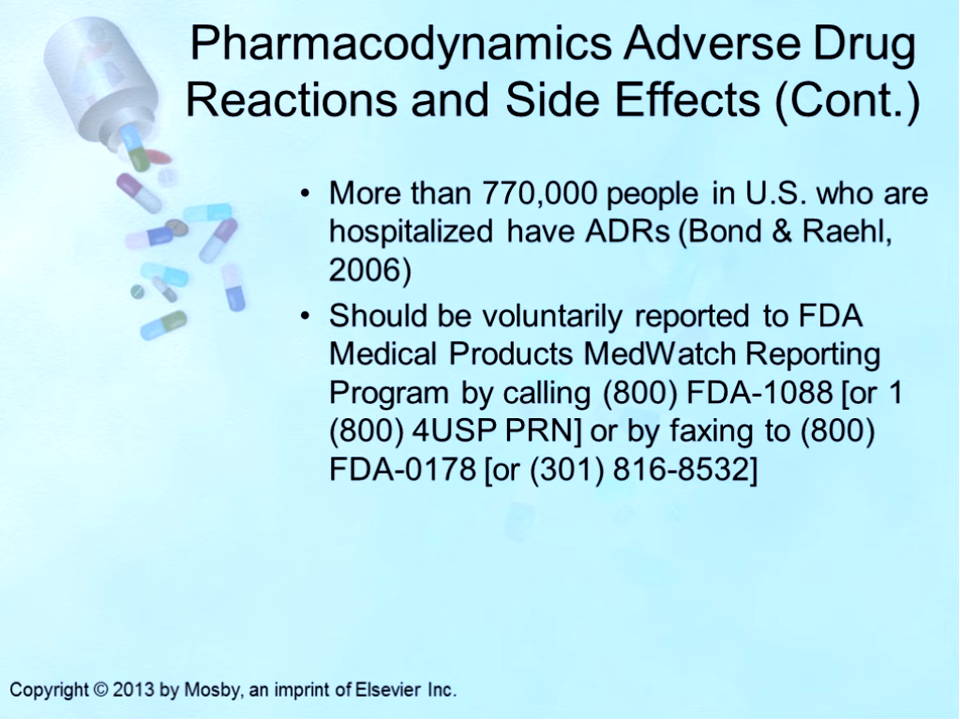 Pharmacodynamics Adverse Drug
Reactions and Side Effects (Cont.)
• More than 770,000 people in U.S. who are
hospitalized have ADRs (Bond & Raehl,
2006)
• Should be voluntarily reported to FDA
Medical Products MedWatch Reporting
Program by calling (800) FDA-1088 [or 1
(800) 4USP PRN] or by faxing to (800)
FDA-0178 [or (301) 816-8532]
Copyright © 2013 by Mosby, an imprint of Elsevier Inc.